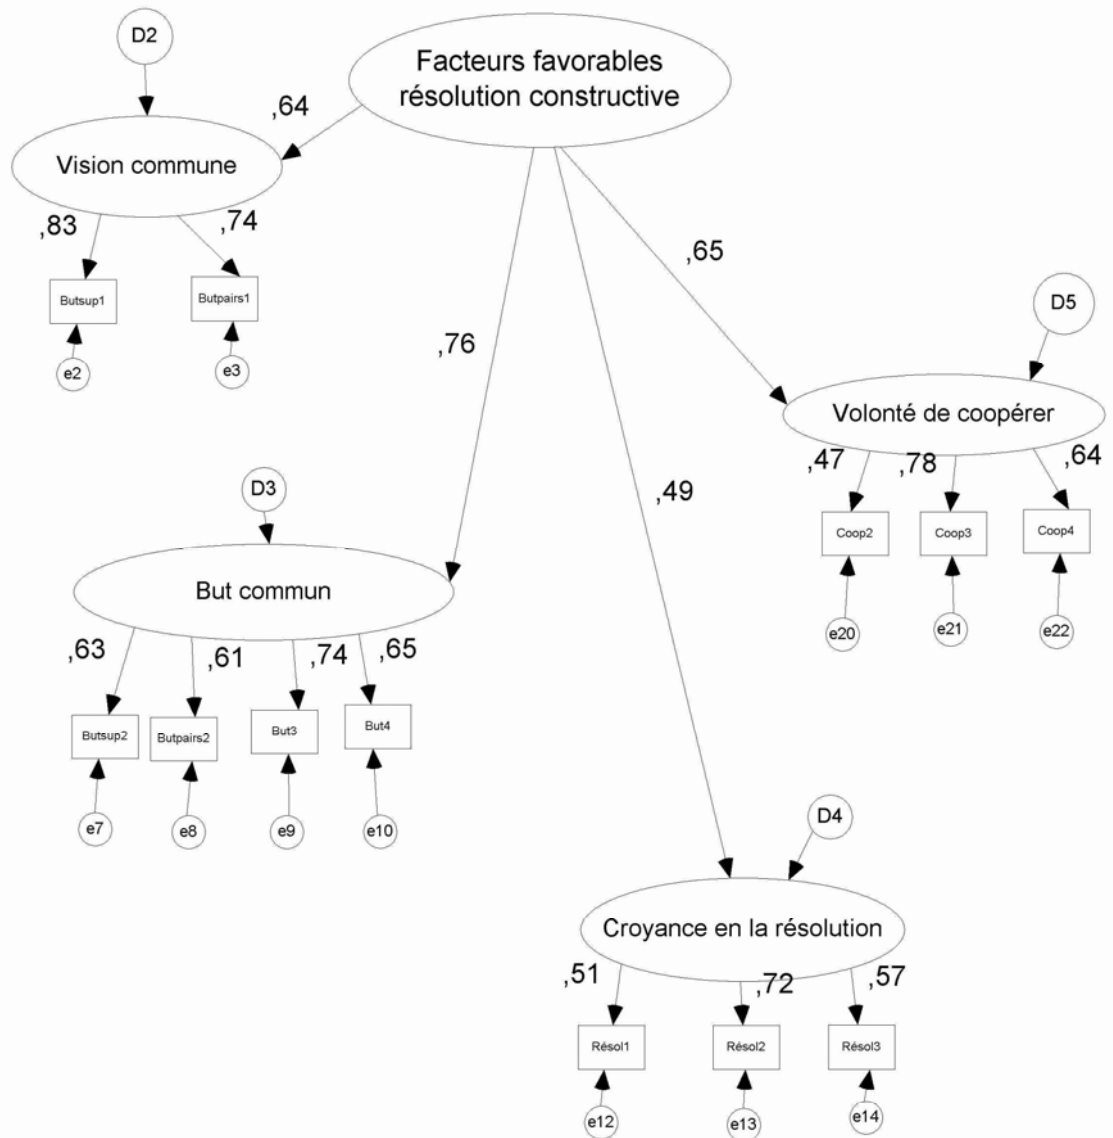 D2
Facteurs favorables
résolution constructive
,64
Vision commune
,83
,74
Butsup1
Butpairs1
e2
e3
,76
,65
,49
D5
Volonté de coopérer
,47
,78
,64
Coop2
Coop3
Coop4
e20
e21
e22
D3
But commun
,63
,61
,74
,65
Butsup2
Butpairs2
But3
But4
e7
e8
e9
e10
D4
Croyance en la résolution
,51
,72
,57
Résol1
Résol2
Résol3
e12
e13
e14